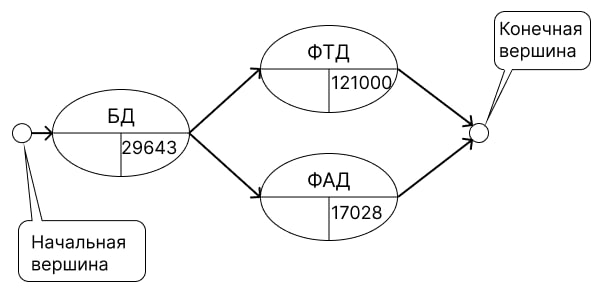 Конечная
вершина
ФТД
121000
БД
29643
ФАД
17028
Начальная
вершина